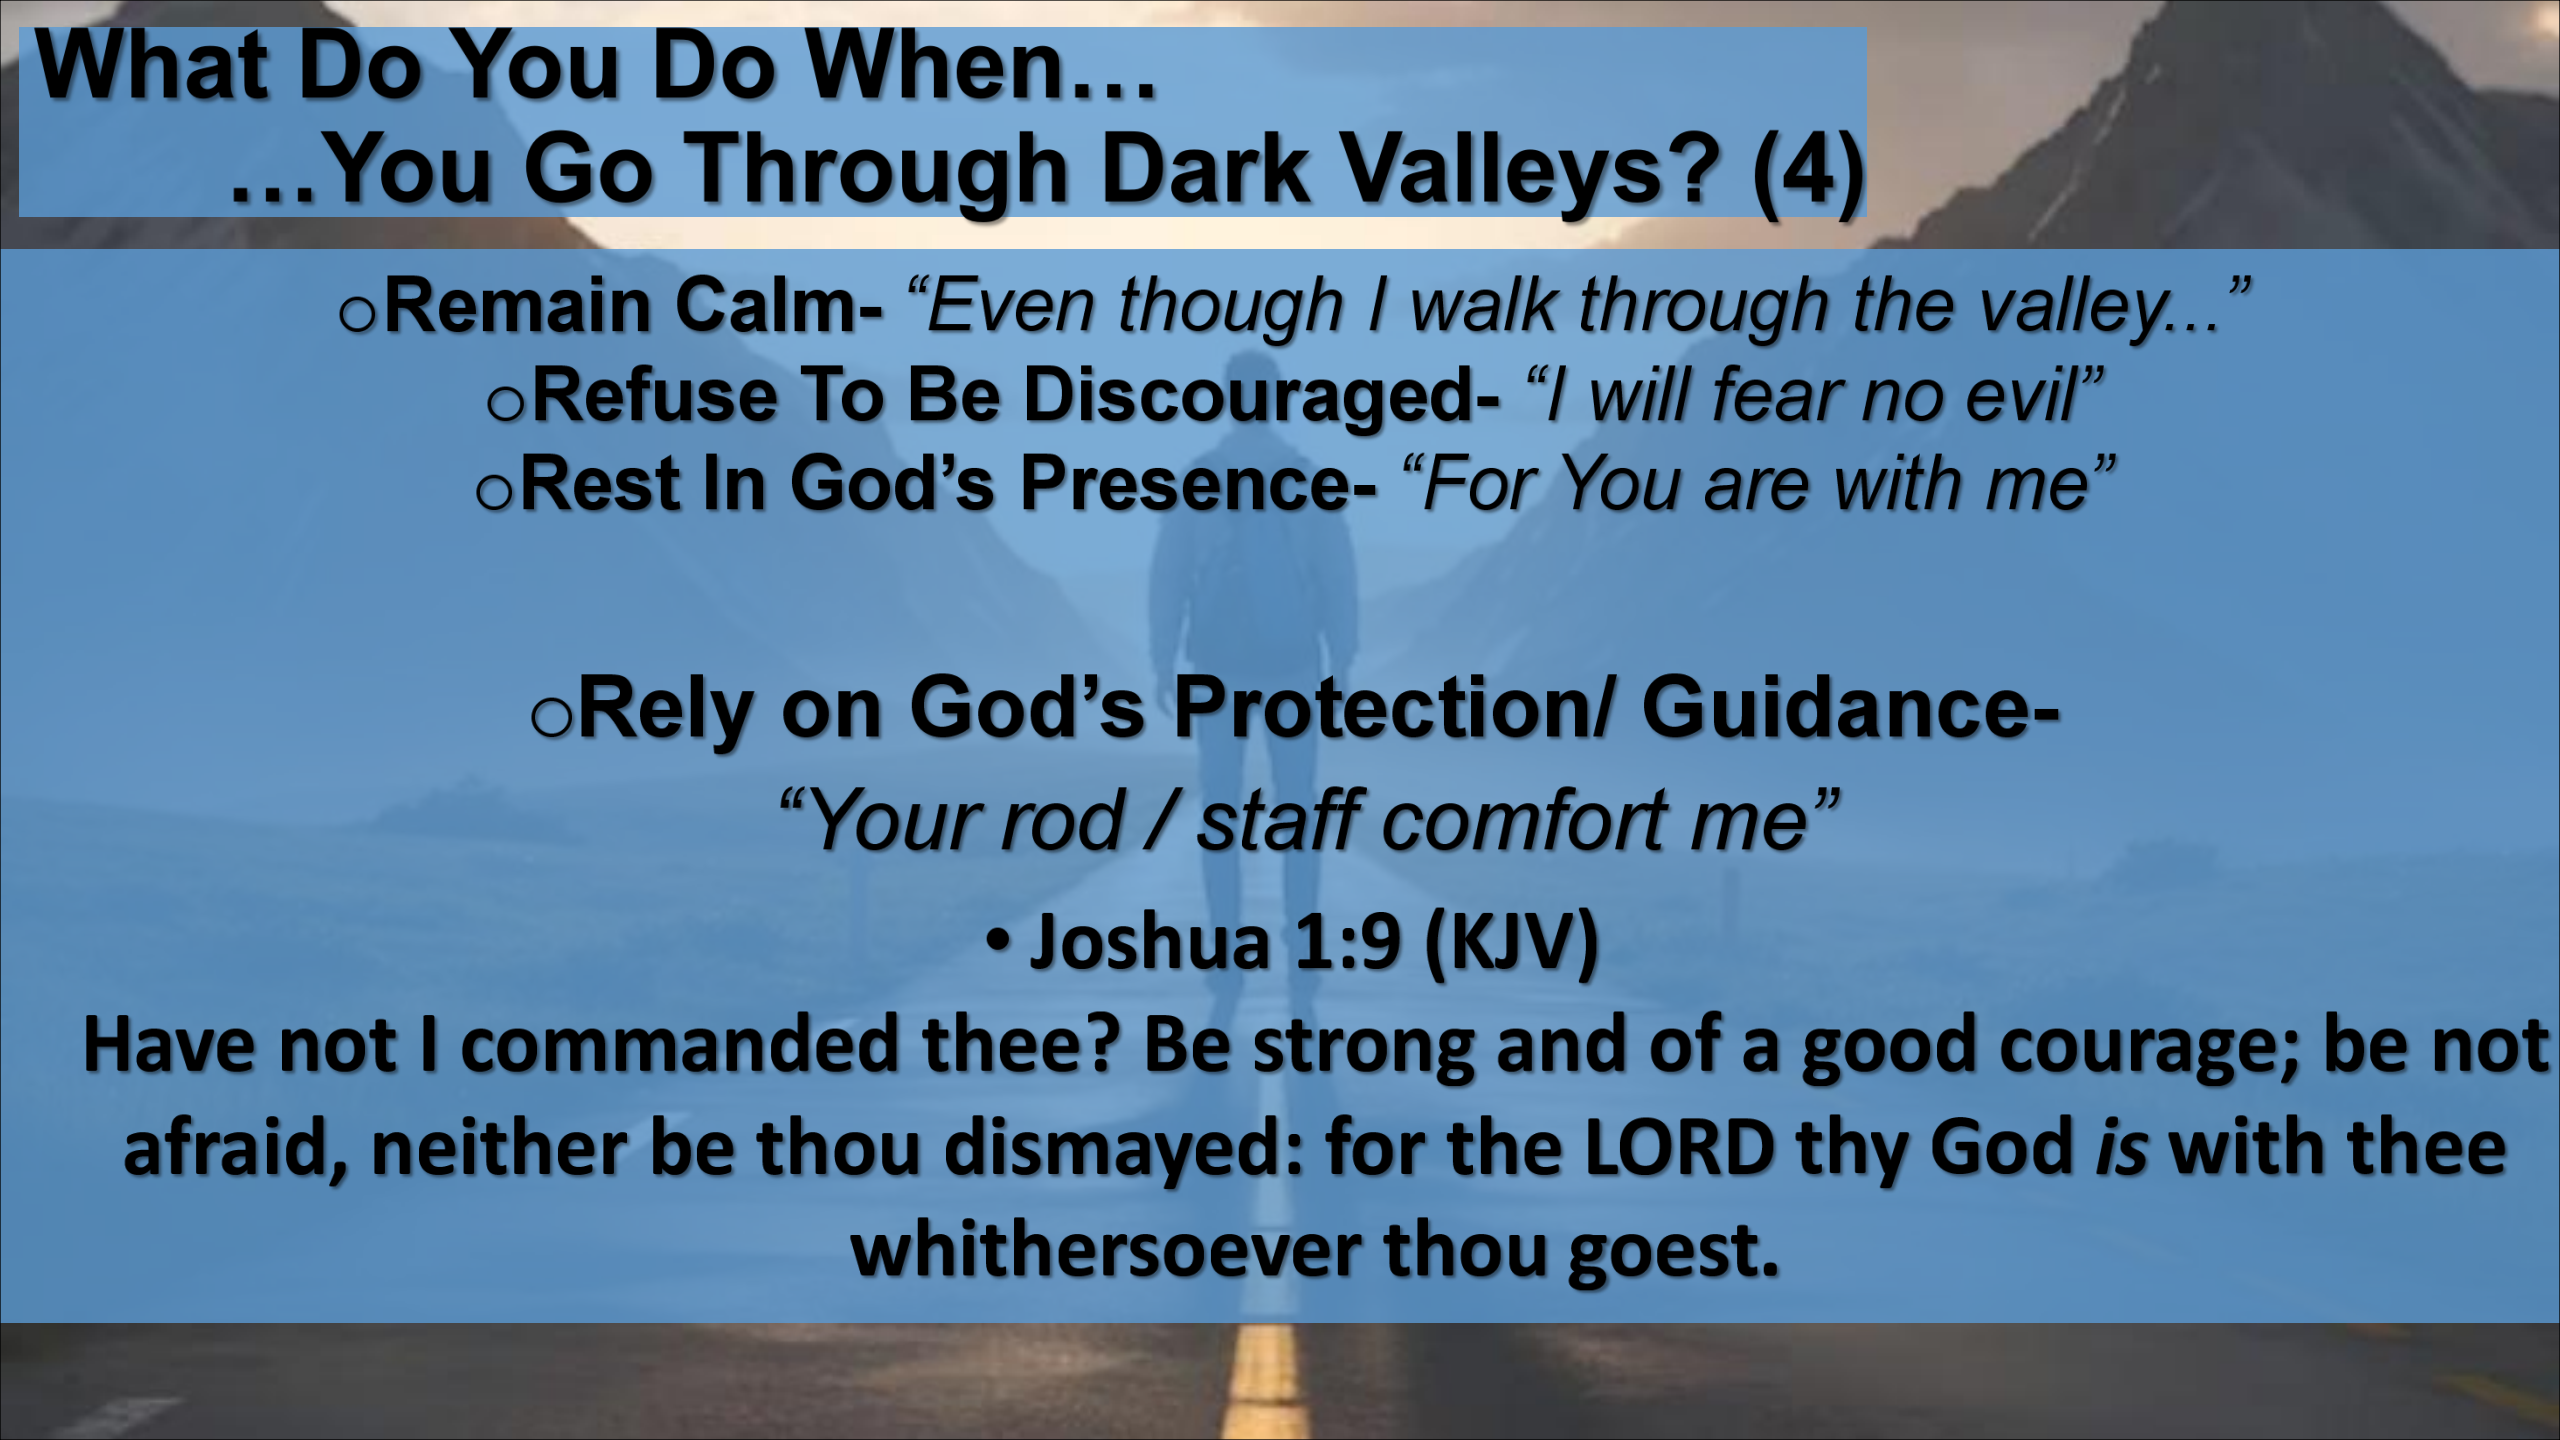 What Do You Do When…
…You Go Through Dark Valleys? (4)
oRemain Calm- “Even though I walk through the valley...”
oRefuse To Be Discouraged- “I will fear no evil”
oRest In God’s Presence- “For You are with me”
oRely on God’s Protection/ Guidance-
“Your rod / staff comfort me”
• Joshua 1:9 (KJV)
Have not I commanded thee? Be strong and of a good courage; be not
afraid, neither be thou dismayed: for the LORD thy God is with thee
whithersoever thou goest.